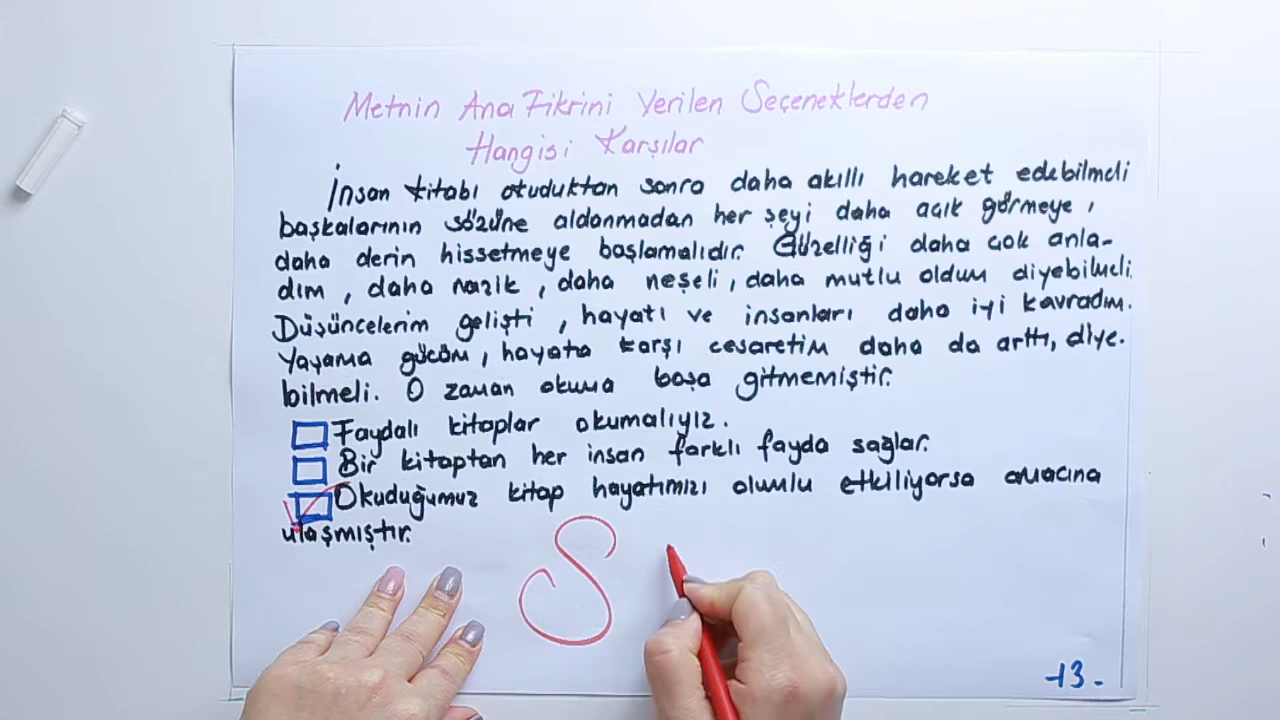 Metnin Ana Fikrini Verilen Seçeneklerden
Hangisi Karşılar
İnsan kitabı okuduktan sonra daha akıllı hareket edebilmeli
başkalarının sözüne aldanmadan her şeyi daha açık görmeye,
daha derin hissetmeye başlamalıdır. Güzelliği daha çok anla-
dım, daha nazik, daha neşeli, daha mutlu oldum diyebilmeli.
Düşüncelerim gelişti, hayatı ve insanları daha iyi kavradım.
Yaşama gücüm, hayata karşı cesaretim daha da arttı, diye.
bilmeli. O zaman okuma boşa gitmemiştir.
Faydalı kitaplar okumalıyız.
Bir kitaptan her insan farklı fayda sağlar.
Okuduğumuz kitap hayatımızı olumlu etkiliyorsa amacına
ulaşmıştır.
S
-13-